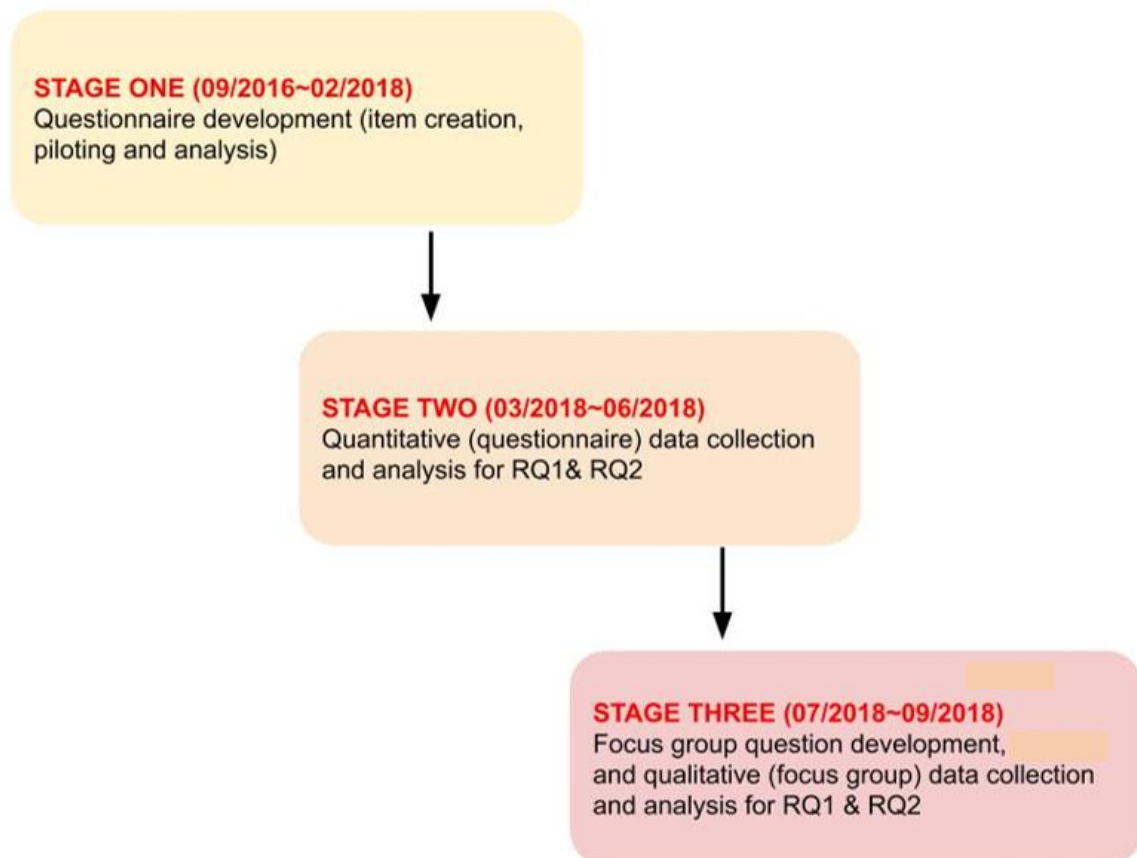 STAGE ONE (09/2016~02/2018)
Questionnaire development (item creation,
piloting and analysis)
STAGE TWO (03/2018~06/2018)
Quantitative (questionnaire) data collection
and analysis for RQ1& RQ2
STAGE THREE (07/2018~09/2018)
Focus group question development,
and qualitative (focus group) data collection
and analysis for RQ1 & RQ2